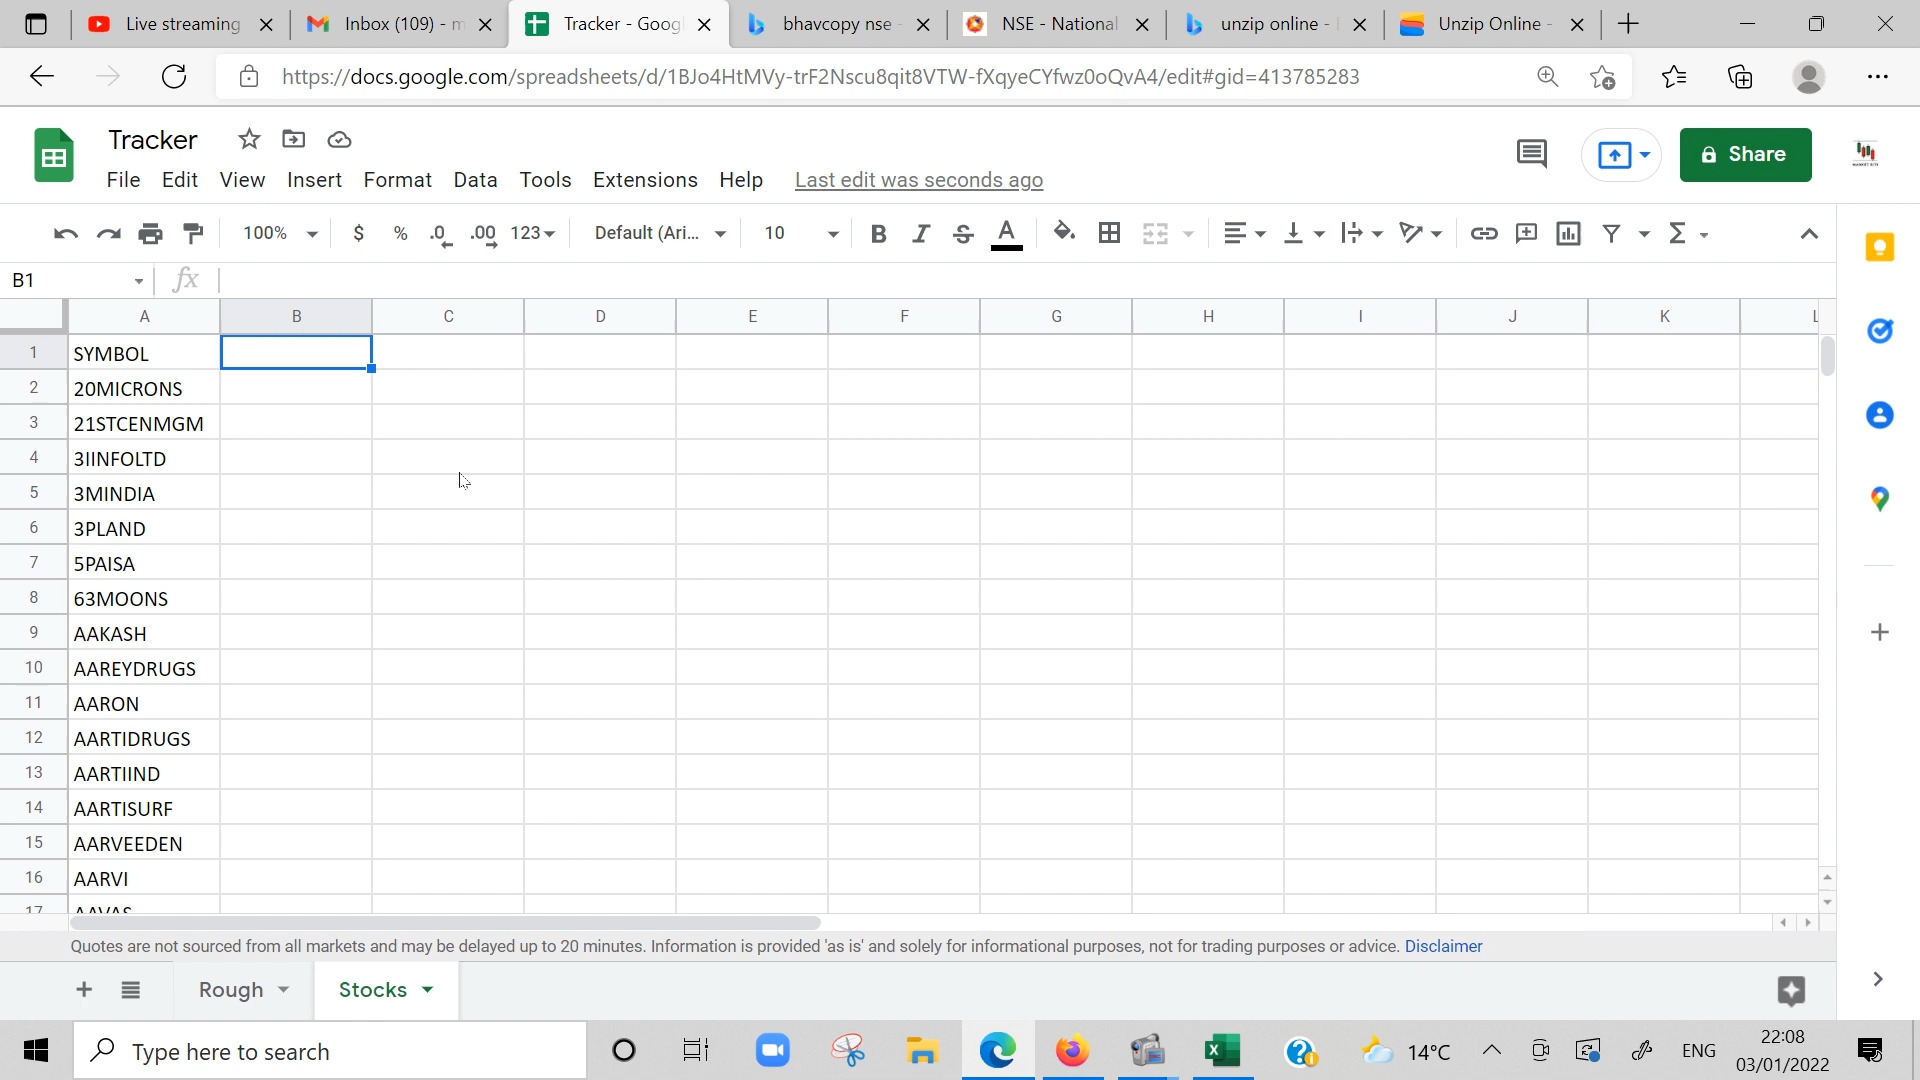 Live streaming
Inbox (109) - m
Tracker - Goog
bhavcopy nse -
NSE - National
unzip online -
Unzip Online -
https://docs.google.com/spreadsheets/d/1BJo4HtMVy-trF2Nscu8qit8VTW-fXqyeCYfwz0oQvA4/edit#gid=413785283
Tracker
Share
File Edit View Insert Format Data Tools Extensions Help Last edit was seconds ago
100% $ % .0 .00 123 Default (Ari... 10 B I S A
B1 fx
A B C D E F G H I J K L
1 SYMBOL
2 20MICRONS
3 21STCENMGM
4 3IINFOLTD
5 3MINDIA
6 3PLAND
7 5PAISA
8 63MOONS
9 AAKASH
10 AAREYDRUGS
11 AARON
12 AARTIDRUGS
13 AARTIIND
14 AARTISURF
15 AARVEEDEN
16 AARVI
17 AAVAS
Quotes are not sourced from all markets and may be delayed up to 20 minutes. Information is provided 'as is' and solely for informational purposes, not for trading purposes or advice. Disclaimer
Rough Stocks
Type here to search
14°C
ENG
22:08
03/01/2022